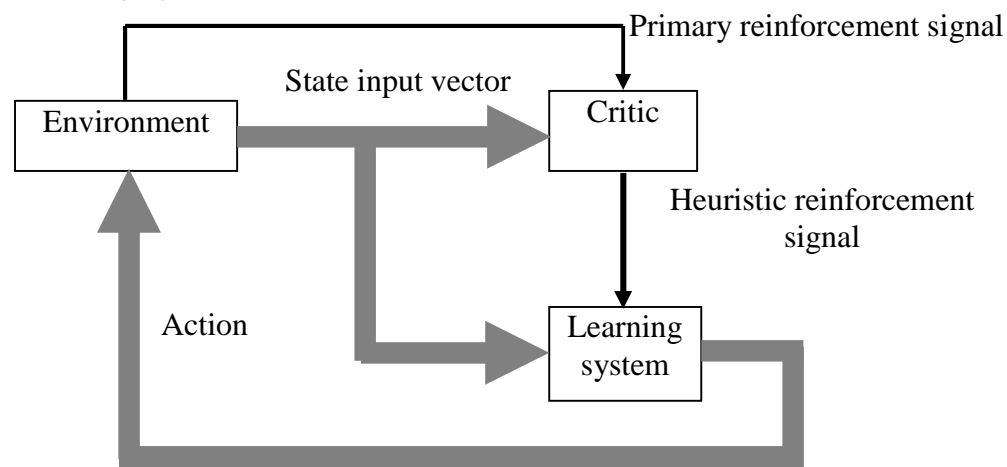 Primary reinforcement signal
State input vector
Environment
Critic
Heuristic reinforcement
signal
Action
Learning
system